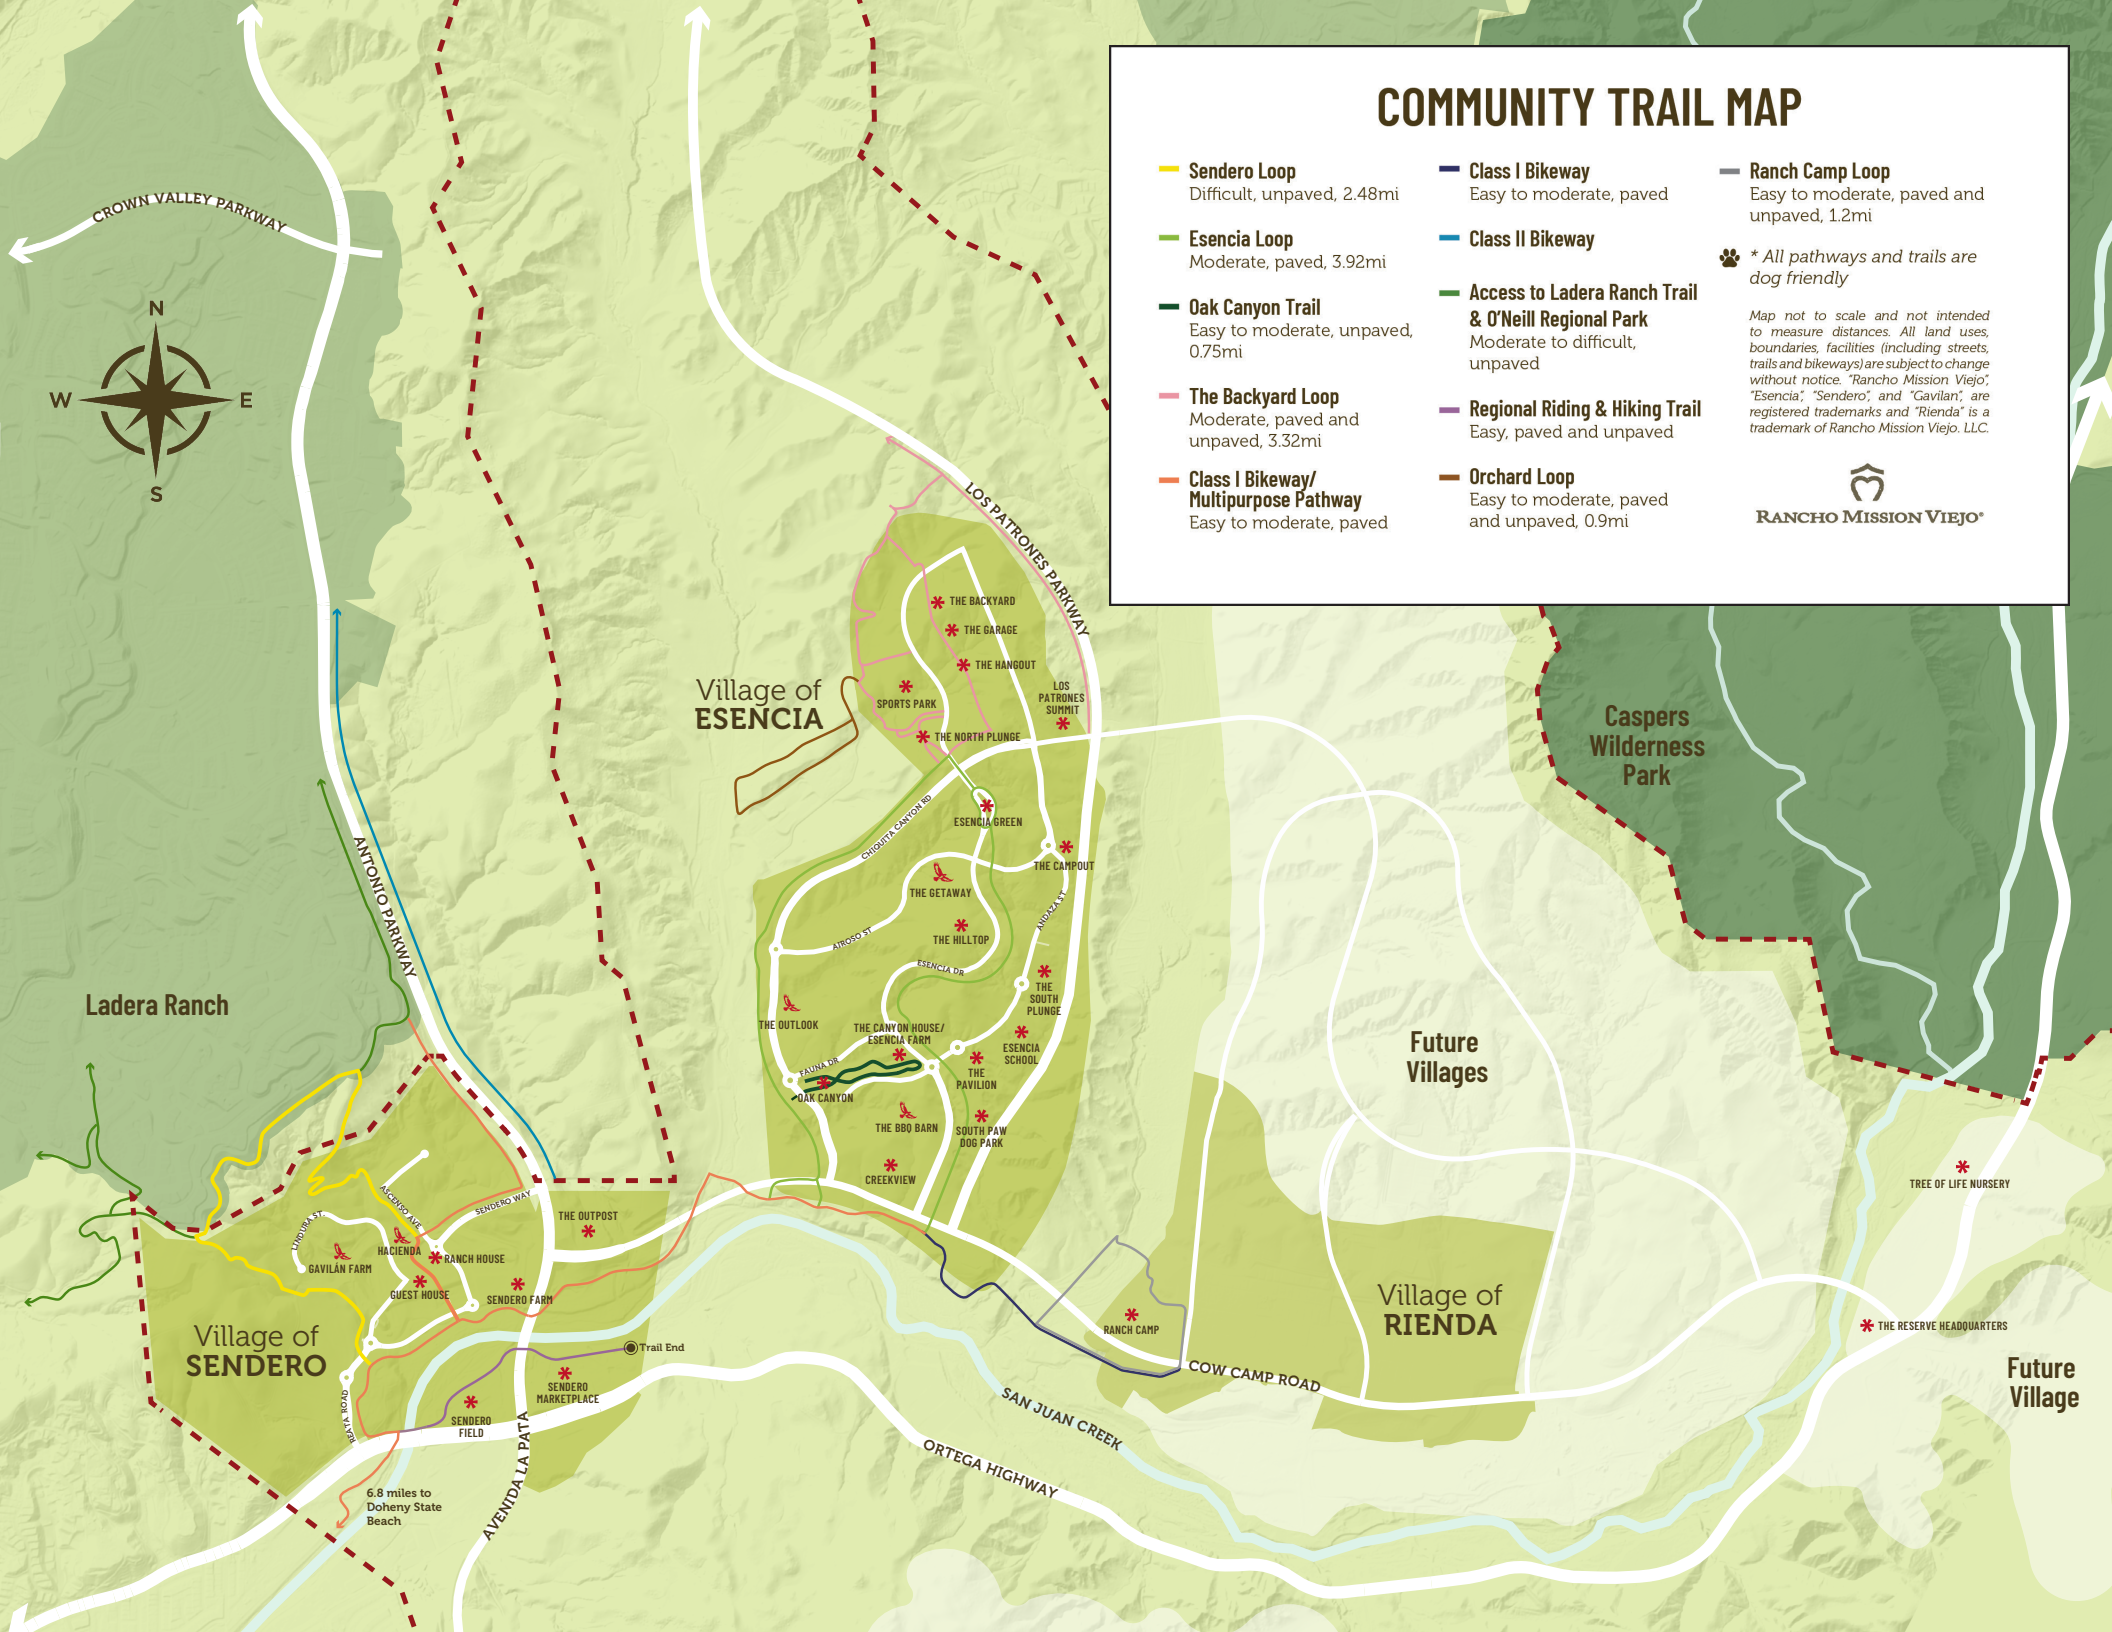 COMMUNITY TRAIL MAP
Sendero Loop
Difficult, unpaved, 2.48mi
Esencia Loop
Moderate, paved, 3.92mi
Oak Canyon Trail
Easy to moderate, unpaved,
0.75mi
The Backyard Loop
Moderate, paved and
unpaved, 3.32mi
Class I Bikeway/
Multipurpose Pathway
Easy to moderate, paved
Class I Bikeway
Easy to moderate, paved
Class II Bikeway
Access to Ladera Ranch Trail
& O'Neill Regional Park
Moderate to difficult,
unpaved
Regional Riding & Hiking Trail
Easy, paved and unpaved
Orchard Loop
Easy to moderate, paved
and unpaved, 0.9mi
Ranch Camp Loop
Easy to moderate, paved and
unpaved, 1.2mi
* All pathways and trails are
dog friendly
Map not to scale and not intended
to measure distances. All land uses,
boundaries, facilities (including streets,
trails and bikeways) are subject to change
without notice. "Rancho Mission Viejo",
"Esencia", "Sendero", and "Gavilan", are
registered trademarks and "Rienda" is a
trademark of Rancho Mission Viejo. LLC.
RANCHO MISSION VIEJO®
CROWN VALLEY PARKWAY
N
W
E
S
LOS PATRONES PARKWAY
THE BACKYARD
THE GARAGE
THE HANGOUT
LOS
PATRONES
SUMMIT
SPORTS PARK
THE NORTH PLUNGE
Village of
ESENCIA
CHIQUITA CANYON RD
ESENCIA GREEN
THE CAMPOUT
THE GETAWAY
ANDAZA ST
AIROSO ST
THE HILLTOP
ESENCIA DR
THE
SOUTH
PLUNGE
THE OUTLOOK
THE CANYON HOUSE/
ESENCIA FARM
ESENCIA
SCHOOL
FAUNA DR
THE
PAVILION
OAK CANYON
THE BBQ BARN
SOUTH PAW
DOG PARK
CREEKVIEW
Caspers
Wilderness
Park
Future
Villages
TREE OF LIFE NURSERY
THE RESERVE HEADQUARTERS
Future
Village
Village of
RIENDA
RANCH CAMP
COW CAMP ROAD
SAN JUAN CREEK
ORTEGA HIGHWAY
ANTONIO PARKWAY
Ladera Ranch
ASCENSO AVE
SENDERO WAY
LINDURA ST.
THE OUTPOST
HACIENDA
RANCH HOUSE
GAVILÁN FARM
GUEST HOUSE
SENDERO FARM
Village of
SENDERO
Trail End
SENDERO
MARKETPLACE
REATA ROAD
SENDERO
FIELD
AVENIDA LA PATA
6.8 miles to
Doheny State
Beach